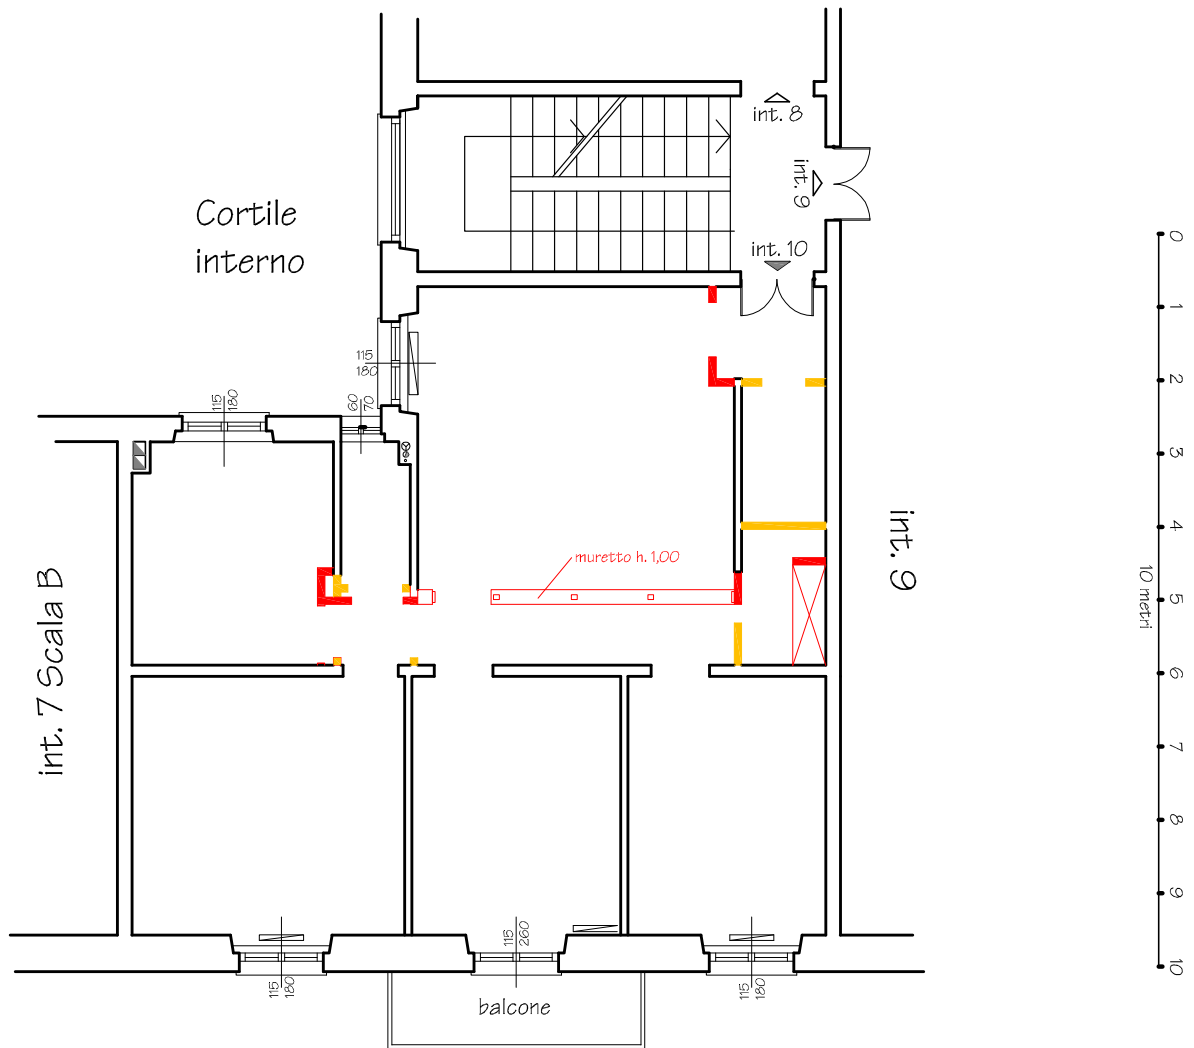 int. 8
int. 9
int. 10
Cortile
interno
115
180
115
180
60
70
muretto h. 1,00
int. 7 Scala B
int. 9
115
260
115
180
115
180
balcone
0
1
2
3
4
5
6
7
8
9
10
10 metri